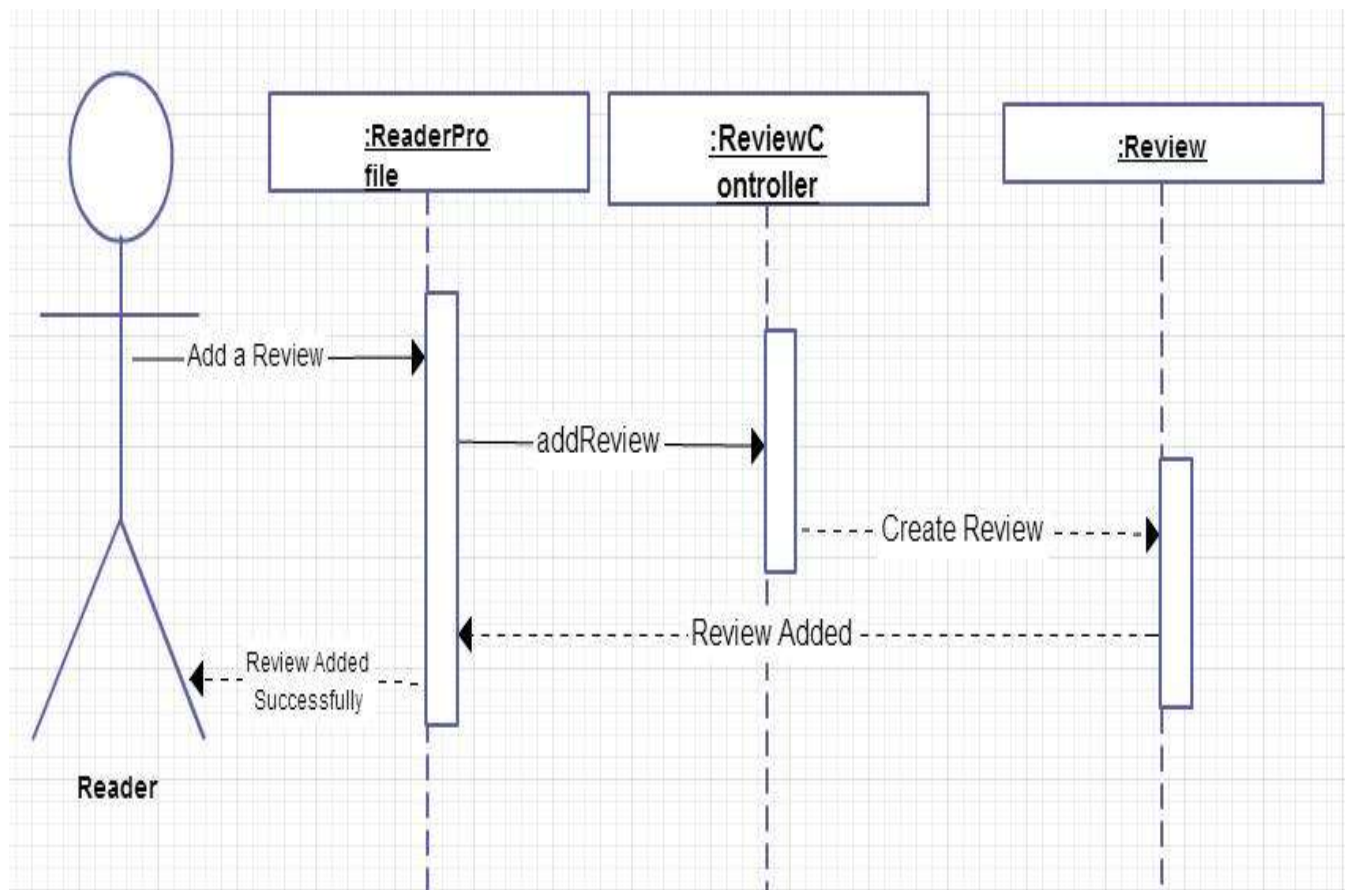 :ReaderPro
file
:ReviewC
ontroller
:Review
Add a Review
addReview
Create Review
Review Added
Review Added
Successfully
Reader